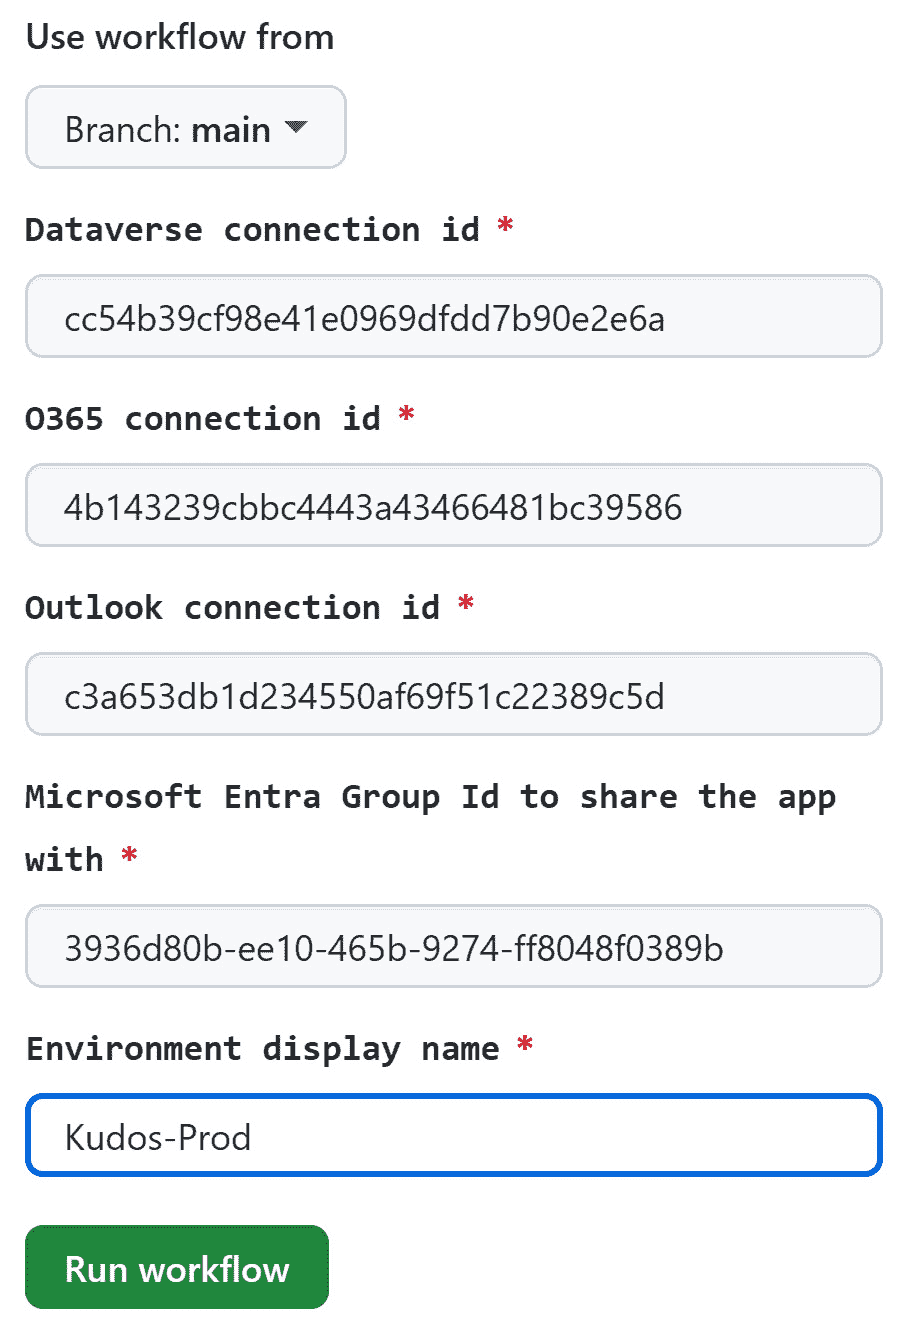 Use workflow from
Branch: main
Dataverse connection id *
cc54b39cf98e41e0969dfdd7b90e2e6a
O365 connection id *
4b143239cbbc4443a43466481bc39586
Outlook connection id *
c3a653db1d234550af69f51c22389c5d
Microsoft Entra Group Id to share the app
with *
3936d80b-ee10-465b-9274-ff8048f0389b
Environment display name *
Kudos-Prod
Run workflow